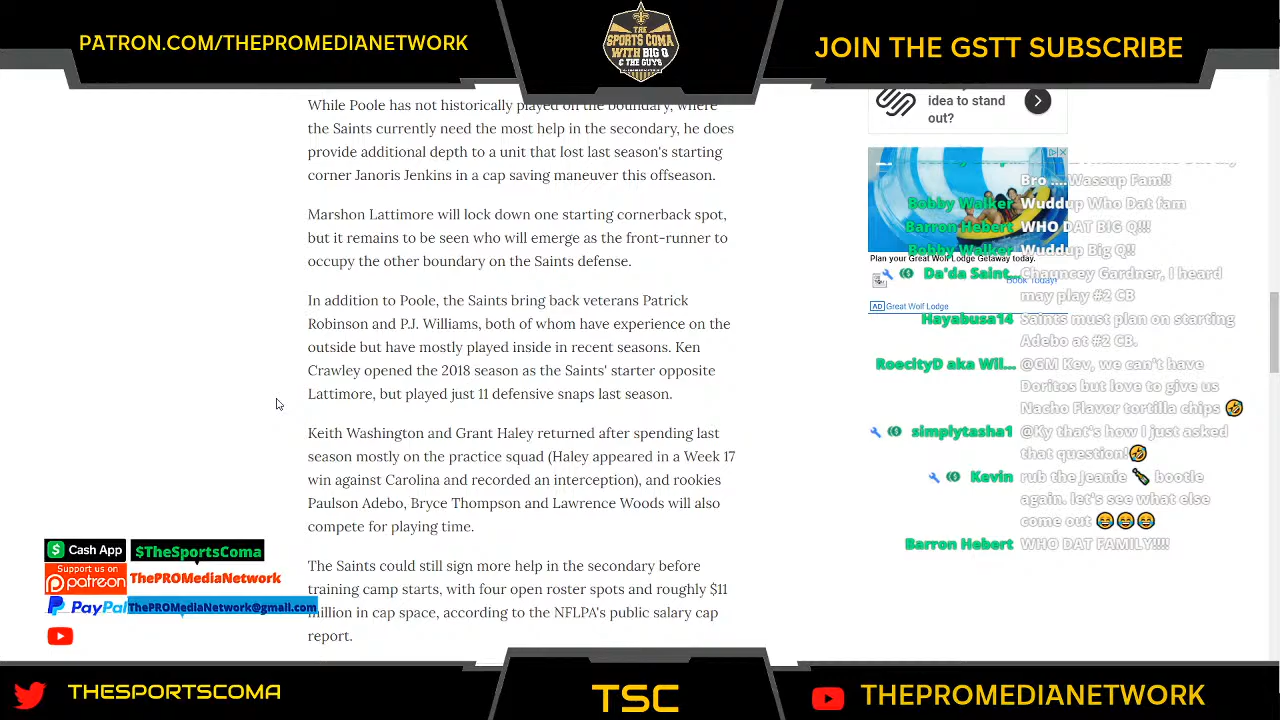 PATRON.COM/THEPROMEDIANETWORK
THE
SPORTS COMA
WITH BIG Q
& THE GUYS
JOIN THE GSTT SUBSCRIBE
While Poole has not historically played on the boundary, where
the Saints currently need the most help in the secondary, he does
provide additional depth to a unit that lost last season's starting
corner Janoris Jenkins in a cap saving maneuver this offseason.
Marshon Lattimore will lock down one starting cornerback spot,
but it remains to be seen who will emerge as the front-runner to
occupy the other boundary on the Saints defense.
In addition to Poole, the Saints bring back veterans Patrick
Robinson and P.J. Williams, both of whom have experience on the
outside but have mostly played inside in recent seasons. Ken
Crawley opened the 2018 season as the Saints' starter opposite
Lattimore, but played just 11 defensive snaps last season.
Keith Washington and Grant Haley returned after spending last
season mostly on the practice squad (Haley appeared in a Week 17
win against Carolina and recorded an interception), and rookies
Paulson Adebo, Bryce Thompson and Lawrence Woods will also
compete for playing time.
The Saints could still sign more help in the secondary before
training camp starts, with four open roster spots and roughly $11
million in cap space, according to the NFLPA's public salary cap
report.
idea to stand
out?
Bro ....Wassup Fam!!
Bobby Walker Wuddup Who Dat fam
Barron Hebert WHO DAT BIG Q!!!
Bobby Walker Wuddup Big Q!!
Plan your Great Wolf Lodge Getaway today.
Book Today!
Da'da Saint... Chauncey Gardner, I heard
may play #2 CB
AD Great Wolf Lodge
Hayabusa14 Saints must plan on starting
Adebo at #2 CB.
RoecityD aka Wil... @GM Kev, we can't have
Doritos but love to give us
Nacho Flavor tortilla chips 🤣
simplytasha1 @Ky that's how I just asked
that question!🤣
Kevin rub the Jeanie 🍾 bootle
again. let's see what else
come out 😂😂😂
Barron Hebert WHO DAT FAMILY!!!!
Cash App $TheSportsComa
Support us on
patreon ThePROMediaNetwork
PayPal ThePROMediaNetwork@gmail.com
THESPORTSCOMA
TSC
THEPROMEDIANETWORK